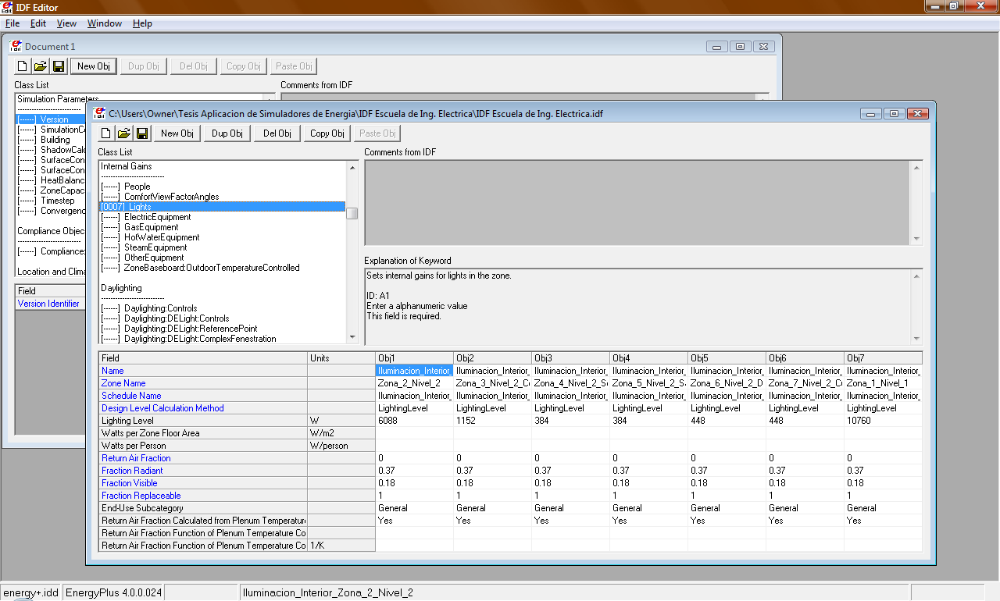 IDF Editor
File Edit View Window Help
Document 1
New Obj Dup Obj Del Obj Copy Obj Paste Obj
Class List Comments from IDF
Simulation Parameters
------------------------
[------] Version
[------] SimulationCo
[------] Building
[------] ShadowCalc
[------] SurfaceCon
[------] SurfaceCon
[------] HeatBalanc
[------] ZoneCapac
[------] Timestep
[------] Convergenc
Compliance Objec
------------------------
[------] Compliance:
Location and Clima
Field
Version Identifier
C:\Users\Owner\Tesis Aplicacion de Simuladores de Energia\IDF Escuela de Ing. Electrica\IDF Escuela de Ing. Electrica.idf
New Obj Dup Obj Del Obj Copy Obj Paste Obj
Class List Comments from IDF
Internal Gains
------------------------
[------] People
[------] ComfortViewFactorAngles
[0007] Lights
[------] ElectricEquipment
[------] GasEquipment
[------] HotWaterEquipment
[------] SteamEquipment
[------] OtherEquipment
[------] ZoneBaseboard:OutdoorTemperatureControlled
Daylighting
------------------------
[------] Daylighting:Controls
[------] Daylighting:DELight:Controls
[------] Daylighting:DELight:ReferencePoint
[------] Daylighting:DELight:ComplexFenestration
Explanation of Keyword
Sets internal gains for lights in the zone.
ID: A1
Enter a alphanumeric value
This field is required.
Field Units Obj1 Obj2 Obj3 Obj4 Obj5 Obj6 Obj7
Name Iluminacion_Interior_ Iluminacion_Interior_ Iluminacion_Interior_ Iluminacion_Interior_ Iluminacion_Interior_ Iluminacion_Interior_ Iluminacion_Interior_
Zone Name Zona_2_Nivel_2 Zona_3_Nivel_2_Co Zona_4_Nivel_2_Sa Zona_5_Nivel_2_Sa Zona_6_Nivel_2_D Zona_7_Nivel_2_Co Zona_1_Nivel_1
Schedule Name Iluminacion_Interior_ Iluminacion_Interior_ Iluminacion_Interior_ Iluminacion_Interior_ Iluminacion_Interior_ Iluminacion_Interior_ Iluminacion_Interior_
Design Level Calculation Method LightingLevel LightingLevel LightingLevel LightingLevel LightingLevel LightingLevel LightingLevel
Lighting Level W 6088 1152 384 384 448 448 10760
Watts per Zone Floor Area W/m2
Watts per Person W/person
Return Air Fraction 0 0 0 0 0 0 0
Fraction Radiant 0.37 0.37 0.37 0.37 0.37 0.37 0.37
Fraction Visible 0.18 0.18 0.18 0.18 0.18 0.18 0.18
Fraction Replaceable 1 1 1 1 1 1 1
End-Use Subcategory General General General General General General General
Return Air Fraction Calculated from Plenum Temperature Yes Yes Yes Yes Yes Yes Yes
Return Air Fraction Function of Plenum Temperature Co
Return Air Fraction Function of Plenum Temperature Co 1/K
energy+.idd EnergyPlus 4.0.0.024 Iluminacion_Interior_Zona_2_Nivel_2